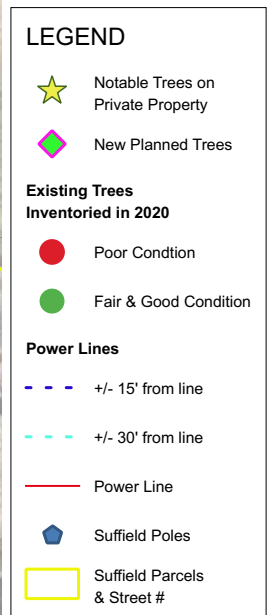 LEGEND
Notable Trees on
Private Property
New Planned Trees
Existing Trees
Inventoried in 2020
Poor Condtion
Fair & Good Condition
Power Lines
+/- 15' from line
+/- 30' from line
Power Line
Suffield Poles
Suffield Parcels
& Street #